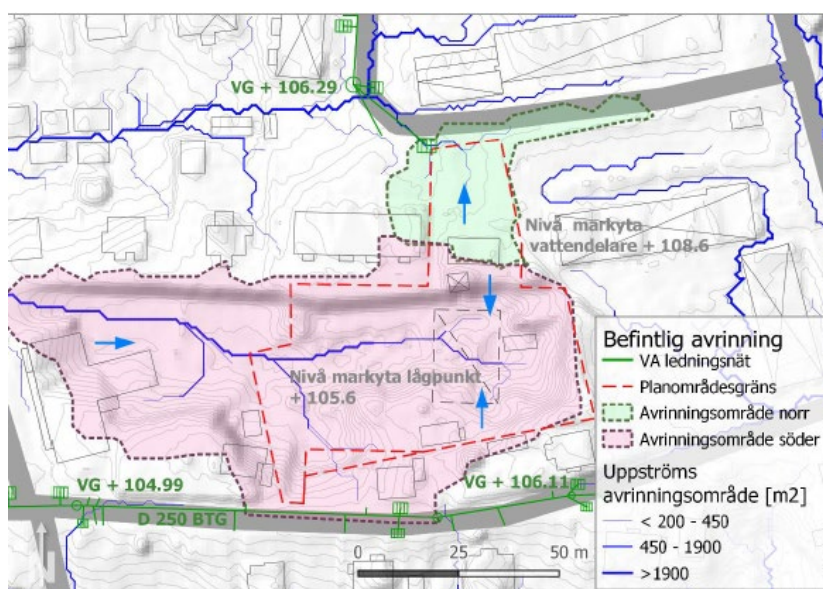 VG + 106.29
Nivå markyta
vattendelare + 108.6
Nivå markyta lågpunkt
+ 105.6
VG + 104.99
VG + 106.11
D 250 BTG
N
0 25 50 m
Befintlig avrinning
VA ledningsnät
Planområdesgräns
Avrinningsområde norr
Avrinningsområde söder
Uppströms
avrinningsområde [m2]
< 200 - 450
450 - 1900
>1900